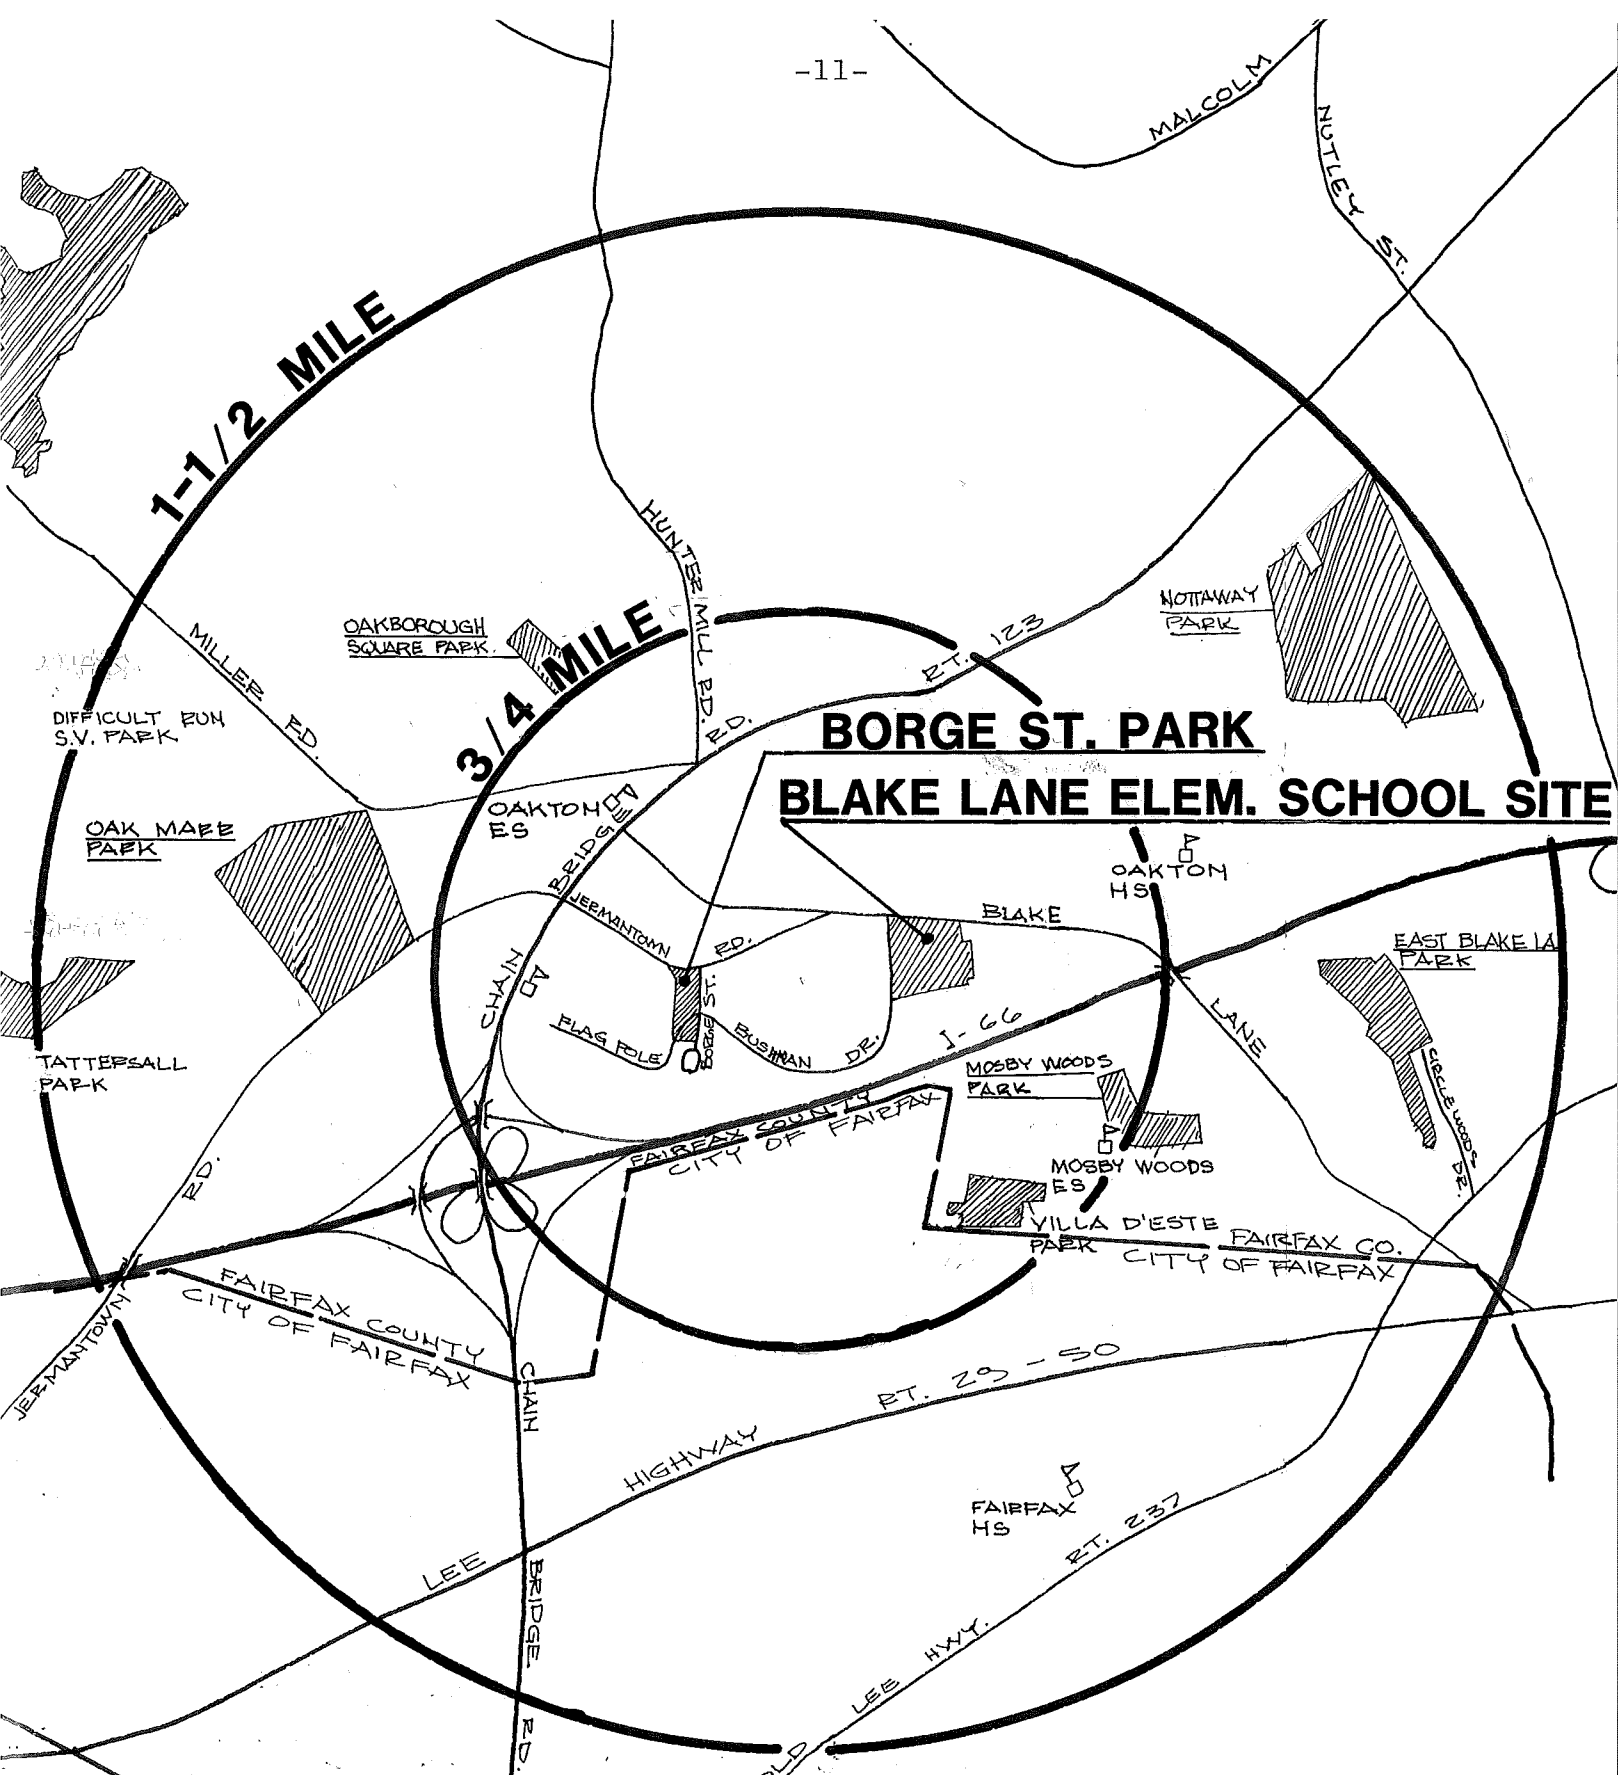 -11-
MALCOLM
NUTLEY ST.
1-1/2 MILE
HUNTER MILL RD.
NOTTAWAY
PARK
OAKBOROUGH
SQUARE PARK.
3/4 MILE
RT. 123
MILLER RD.
DIFFICULT RUN
S.V. PARK
BORGE ST. PARK
BLAKE LANE ELEM. SCHOOL SITE
OAKTON
ES
CHAIN BRIDGE RD.
OAK MARR
PARK
OAKTON
HS
JERMANTOWN RD.
BLAKE LANE
EAST BLAKE LA
PARK
FLAG POLE
BORGE ST.
BUSHMAN DR.
I-66
TATTERSALL
PARK
MOSBY WOODS
PARK
CIRCLEWOODS DR.
FAIRFAX COUNTY
CITY OF FAIRFAX
MOSBY WOODS
ES
VILLA D'ESTE
PARK
FAIRFAX CO.
CITY OF FAIRFAX
JERMANTOWN RD.
FAIRFAX COUNTY
CITY OF FAIRFAX
CHAIN BRIDGE RD.
LEE HIGHWAY RT. 29-50
FAIRFAX
HS
OLD LEE HWY. RT. 237